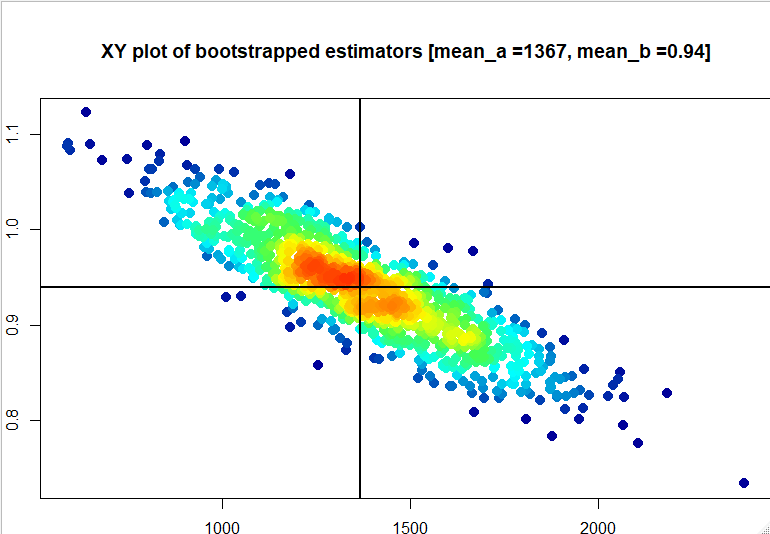 XY plot of bootstrapped estimators [mean_a =1367, mean_b =0.94]
1.1
1.0
0.9
0.8
1000 1500 2000